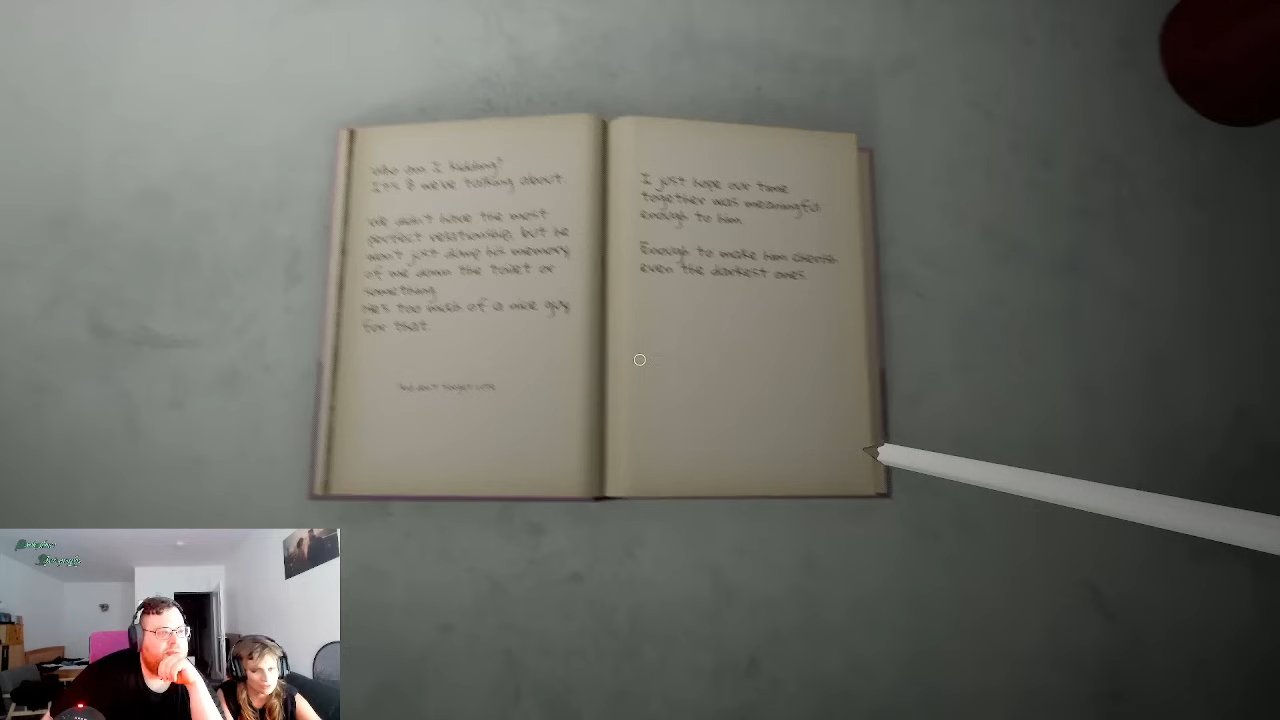 Who am I kidding?
It's B we're talking about.
We didn't have the most
perfect relationship, but he
won't just dump his memory
of me down the toilet or
something.
He's too much of a nice guy
for that.
I just hope our time
together was meaningful
enough to him.
Enough to make him cherish
even the darkest ones.